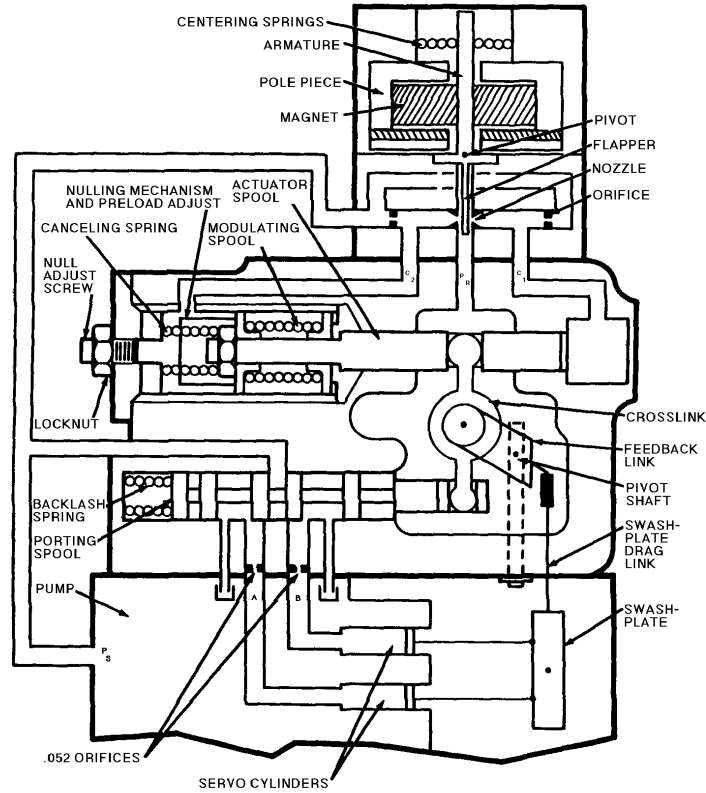 CENTERING SPRINGS
ARMATURE
POLE PIECE
MAGNET
PIVOT
FLAPPER
NOZZLE
ORIFICE
NULLING MECHANISM
AND PRELOAD ADJUST
ACTUATOR
SPOOL
CANCELING SPRING
MODULATING
SPOOL
NULL
ADJUST
SCREW
C2
PR
C1
LOCKNUT
CROSSLINK
FEEDBACK
LINK
PIVOT
SHAFT
BACKLASH
SPRING
PORTING
SPOOL
SWASH-
PLATE
DRAG
LINK
PUMP
A
B
SWASH-
PLATE
PS
.052 ORIFICES
SERVO CYLINDERS